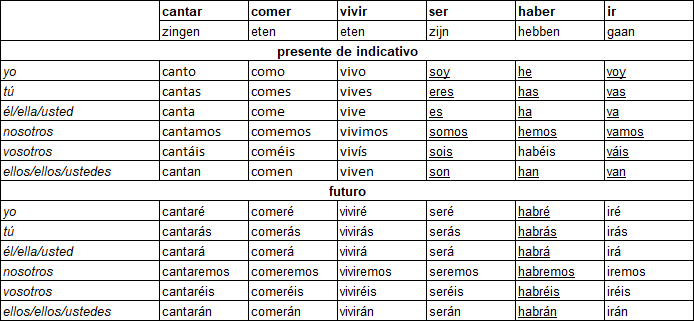 cantar comer vivir ser haber ir
zingen eten eten zijn hebben gaan
presente de indicativo
yo canto como vivo soy he voy
tú cantas comes vives eres has vas
él/ella/usted canta come vive es ha va
nosotros cantamos comemos vivimos somos hemos vamos
vosotros cantáis coméis vivís sois habéis váis
ellos/ellos/ustedes cantan comen viven son han van
futuro
yo cantaré comeré viviré seré habré iré
tú cantarás comerás vivirás serás habrás irás
él/ella/usted cantará comerá vivirá será habrá irá
nosotros cantaremos comeremos viviremos seremos habremos iremos
vosotros cantaréis comeréis viviréis seréis habréis iréis
ellos/ellos/ustedes cantarán comerán vivirán serán habrán irán